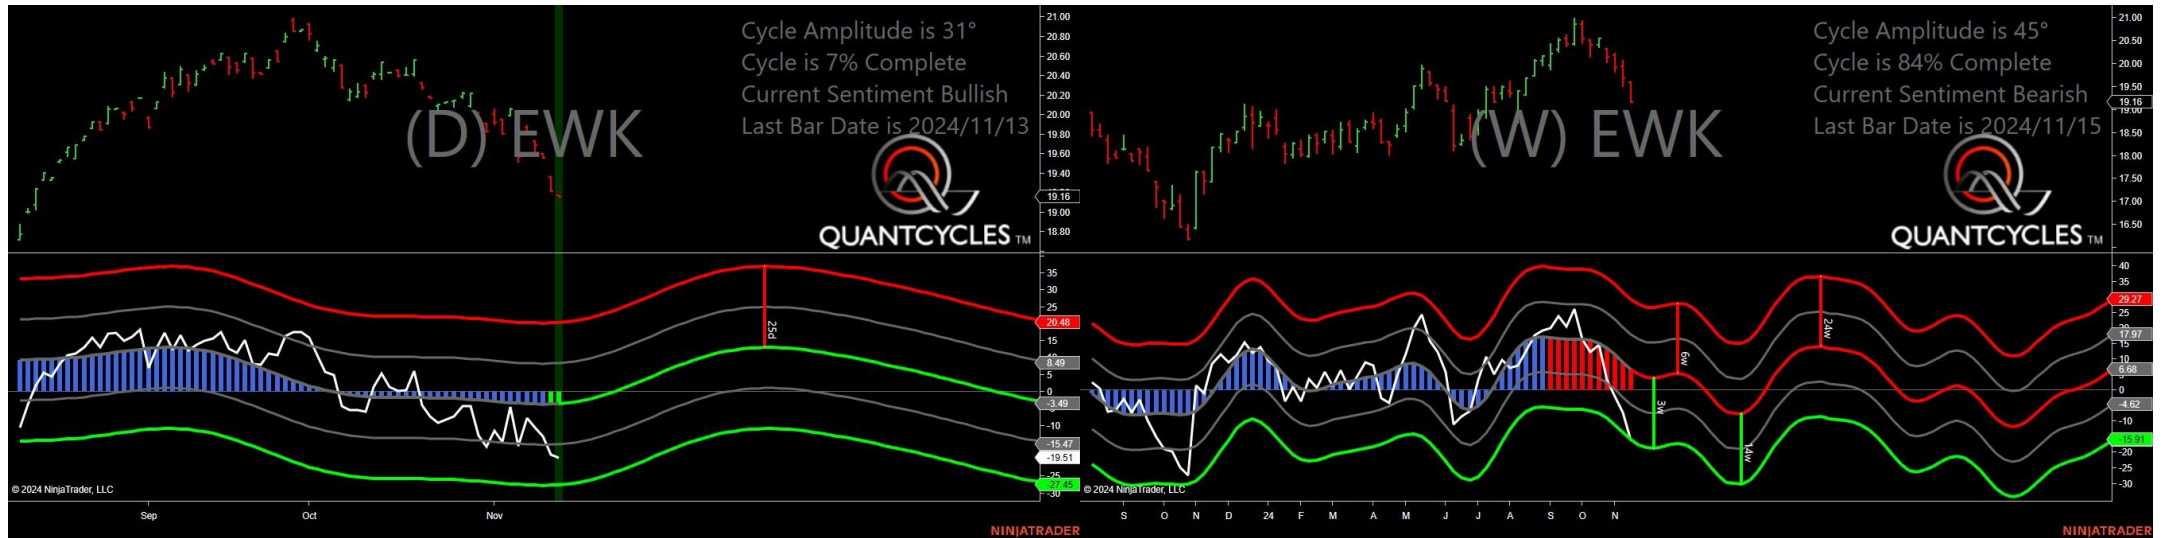 Cycle Amplitude is 31°
Cycle is 7% Complete
Current Sentiment Bullish
Last Bar Date is 2024/11/13
(D) EWK
QUANTCYCLES TM
21.00
20.80
20.60
20.40
20.20
20.00
19.80
19.60
19.40
19.16
19.00
18.80
25d
35
30
25
20.48
15
10
8.49
5
0
-3.49
-10
-15.47
-19.51
-27.45
-30
© 2024 NinjaTrader, LLC
Sep Oct Nov
NINJATRADER
Cycle Amplitude is 45°
Cycle is 84% Complete
Current Sentiment Bearish
Last Bar Date is 2024/11/15
(W) EWK
QUANTCYCLES TM
21.00
20.50
20.00
19.50
19.16
19.00
18.50
18.00
17.50
17.00
16.50
3w
6w
14w
24w
40
35
29.27
25
20
17.97
15
10
6.68
5
0
-4.62
-10
-15.91
-20
-25
-30
© 2024 NinjaTrader, LLC
S O N D 24 F M A M J J A S O N
NINJATRADER